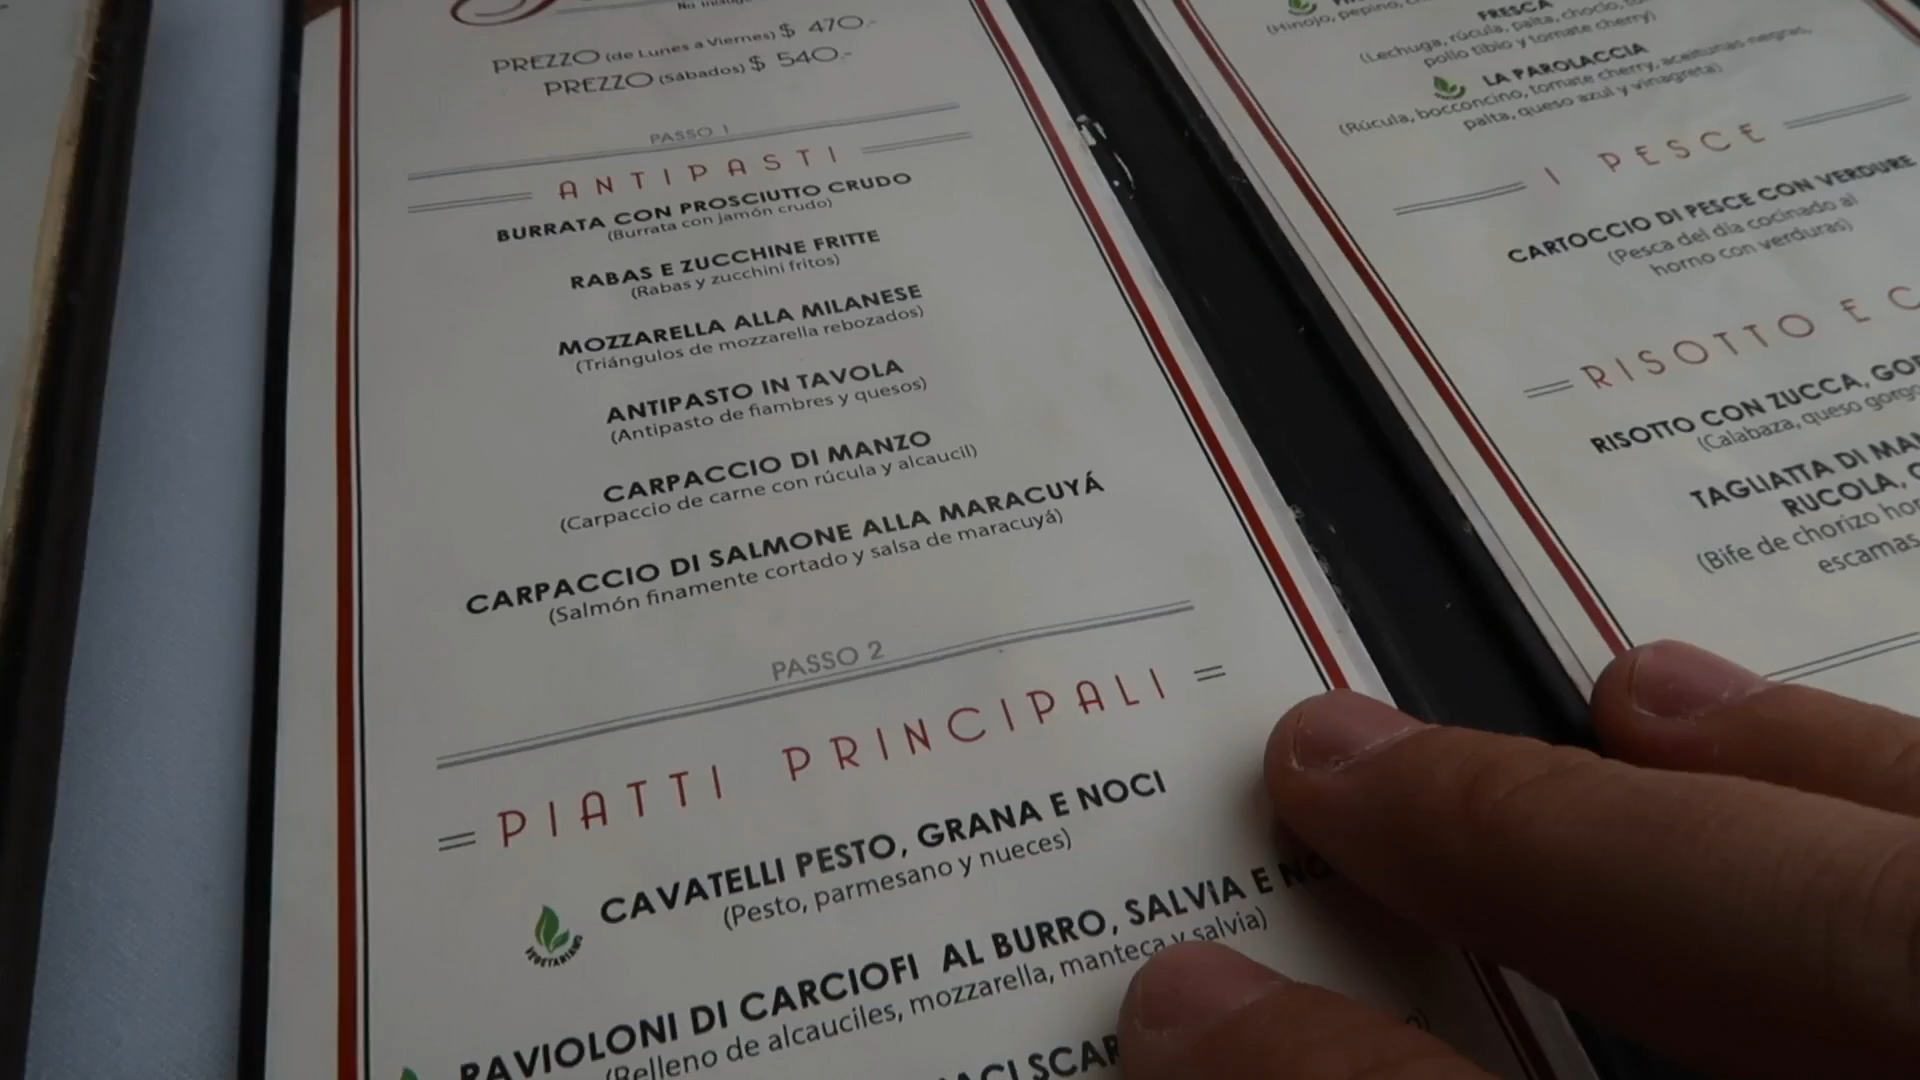 PREZZO (de Lunes a Viernes) $ 470.-
PREZZO (Sábados) $ 540.-
PASSO 1
ANTIPASTI
BURRATA CON PROSCIUTTO CRUDO
(Burrata con jamón crudo)
RABAS E ZUCCHINE FRITTE
(Rabas y zucchini fritos)
MOZZARELLA ALLA MILANESE
(Triángulos de mozzarella rebozados)
ANTIPASTO IN TAVOLA
(Antipasto de fiambres y quesos)
CARPACCIO DI MANZO
(Carpaccio de carne con rúcula y alcaucil)
CARPACCIO DI SALMONE ALLA MARACUYÁ
(Salmón finamente cortado y salsa de maracuyá)
PASSO 2
PIATTI PRINCIPALI
CAVATELLI PESTO, GRANA E NOCI
(Pesto, parmesano y nueces)
VEGETARIANO
RAVIOLONI DI CARCIOFI AL BURRO, SALVIA E
(Relleno de alcauciles, mozzarella, manteca y salvia)
(Hinojo, pepino,
FRESCA
(Lechuga, rúcula, palta, choclo,
pollo tibio y tomate cherry)
LA PAROLACCIA
(Rúcula, bocconcino, tomate cherry, aceitunas negras,
palta, queso azul y vinagreta)
I PESCE
CARTOCCIO DI PESCE CON VERDURE
(Pesca del día cocinado al
horno con verduras)
RISOTTO E
RISOTTO CON ZUCCA,
(Calabaza, queso
TAGLIATTA DI
RUCOLA,
(Bife de chorizo
escamas